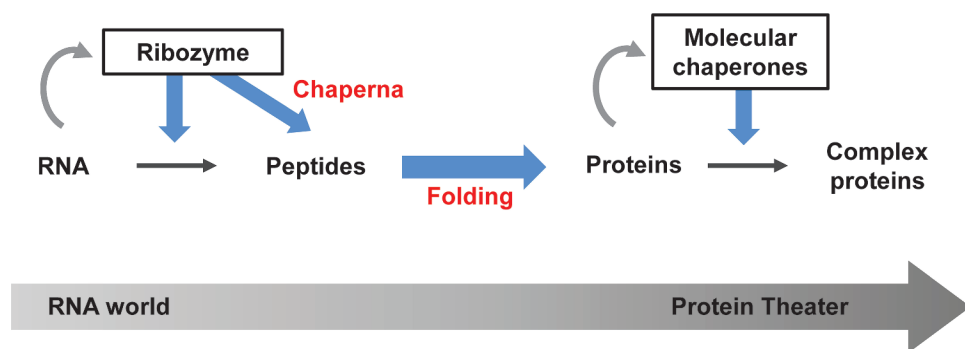 Ribozyme
Chaperna
Molecular
chaperones
RNA
Peptides
Folding
Proteins
Complex
proteins
RNA world
Protein Theater